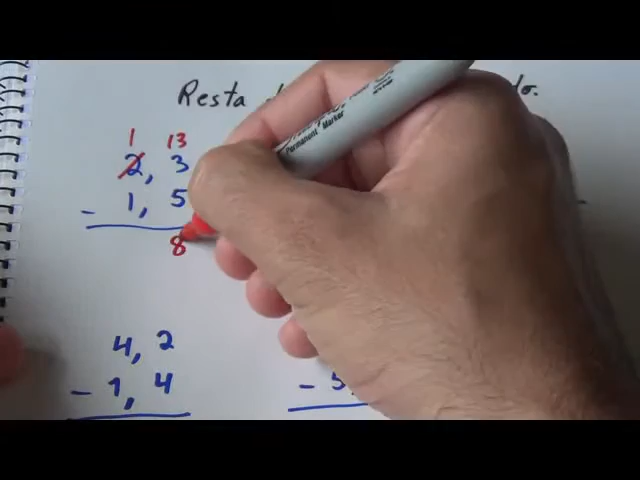 Resta
1 13
2, 3
- 1, 5
8
4, 2
- 1, 4
- 5
Permanent Marker